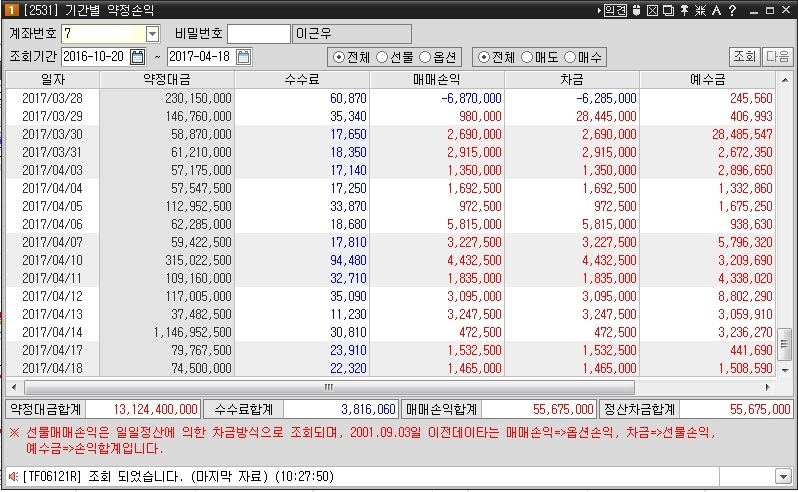 1 [2531] 기간별 약정손익 의견 A ?
계좌번호 7 비밀번호 이근우
조회기간 2016-10-20 ~ 2017-04-18 전체 선물 옵션 전체 매도 매수 조회 다음
일자 약정대금 수수료 매매손익 차금 예수금
2017/03/28 230,150,000 60,870 -6,870,000 -6,285,000 245,560
2017/03/29 146,760,000 35,340 980,000 28,445,000 406,993
2017/03/30 58,870,000 17,650 2,690,000 2,690,000 28,485,547
2017/03/31 61,210,000 18,350 2,915,000 2,915,000 2,672,350
2017/04/03 57,175,000 17,140 1,350,000 1,350,000 2,896,650
2017/04/04 57,547,500 17,250 1,692,500 1,692,500 1,332,860
2017/04/05 112,952,500 33,870 972,500 972,500 1,675,250
2017/04/06 62,285,000 18,680 5,815,000 5,815,000 938,630
2017/04/07 59,422,500 17,810 3,227,500 3,227,500 5,796,320
2017/04/10 315,022,500 94,480 4,432,500 4,432,500 3,209,690
2017/04/11 109,160,000 32,710 1,835,000 1,835,000 4,338,020
2017/04/12 117,005,000 35,090 3,095,000 3,095,000 8,802,290
2017/04/13 37,482,500 11,230 3,247,500 3,247,500 3,059,910
2017/04/14 1,146,952,500 30,810 472,500 472,500 3,236,270
2017/04/17 79,767,500 23,910 1,532,500 1,532,500 441,690
2017/04/18 74,500,000 22,320 1,465,000 1,465,000 1,508,590
약정대금합계 13,124,400,000 수수료합계 3,816,060 매매손익합계 55,675,000 정산차금합계 55,675,000
※ 선물매매손익은 일일정산에 의한 차금방식으로 조회되며, 2001.09.03일 이전데이타는 매매손익=>옵션손익, 차금=>선물손익,
예수금=>손익합계입니다.
[TF06121R] 조회 되었습니다. (마지막 자료) (10:27:50)